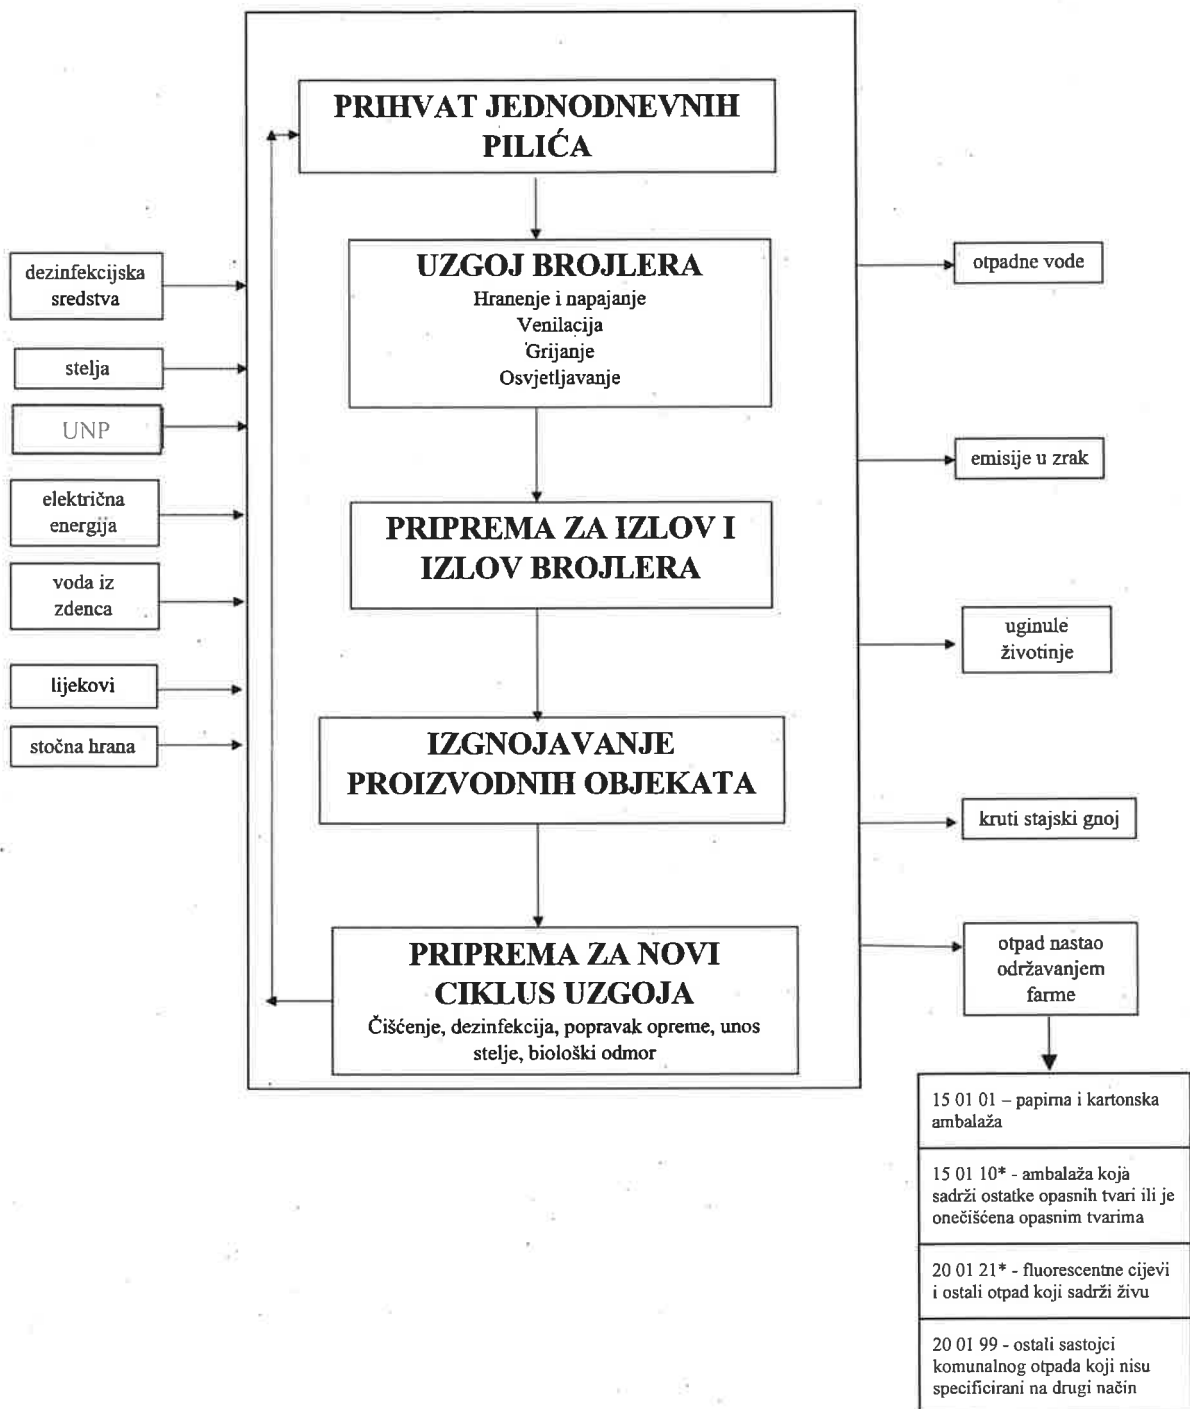 PRIHVAT JEDNODNEVNIH
PILIĆA
UZGOJ BROJLERA
Hranenje i napajanje
Venilacija
Grijanje
Osvjetljavanje
PRIPREMA ZA IZLOV I
IZLOV BROJLERA
IZGNOJAVANJE
PROIZVODNIH OBJEKATA
PRIPREMA ZA NOVI
CIKLUS UZGOJA
Čišćenje, dezinfekcija, popravak opreme, unos
stelje, biološki odmor
dezinfekcijska
sredstva
stelja
UNP
električna
energija
voda iz
zdenca
lijekovi
stočna hrana
otpadne vode
emisije u zrak
uginule
životinje
kruti stajski gnoj
otpad nastao
održavanjem
farme
15 01 01 – papirna i kartonska
ambalaža
15 01 10* - ambalaža koja
sadrži ostatke opasnih tvari ili je
onečišćena opasnim tvarima
20 01 21* - fluorescentne cijevi
i ostali otpad koji sadrži živu
20 01 99 - ostali sastojci
komunalnog otpada koji nisu
specificirani na drugi način